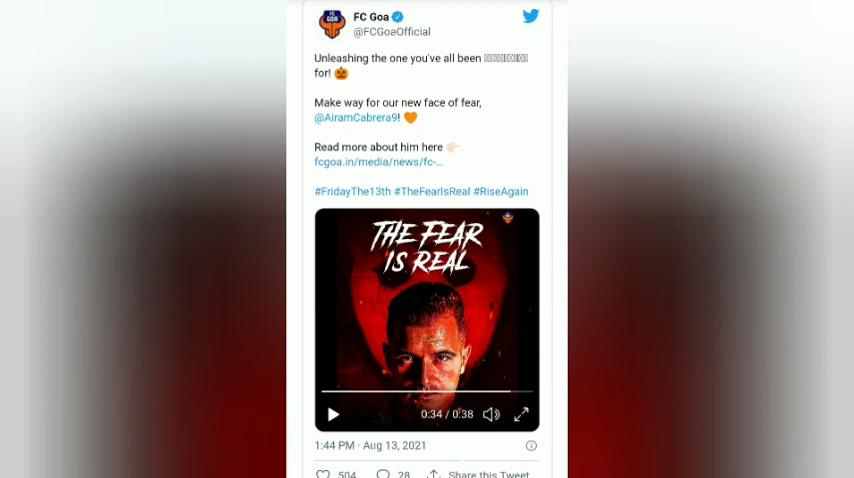 FC Goa
@FCGoaOfficial
Unleashing the one you've all been
for! 🎃
Make way for our new face of fear,
@AiramCabrera9! 🧡
Read more about him here 👉🏻
fcgoa.in/media/news/fc-...
#FridayThe13th #TheFearIsReal #RiseAgain
THE FEAR
IS REAL
0:34 / 0:38
1:44 PM · Aug 13, 2021
504 28 Share this Tweet